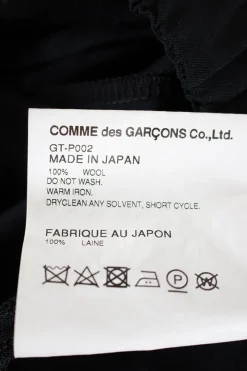 COMME des GARÇONS Co.,Ltd.
GT-P002
MADE IN JAPAN
100% WOOL
DO NOT WASH.
WARM IRON.
DRYCLEAN ANY SOLVENT, SHORT CYCLE.
FABRIQUE AU JAPON
100% LAINE
P